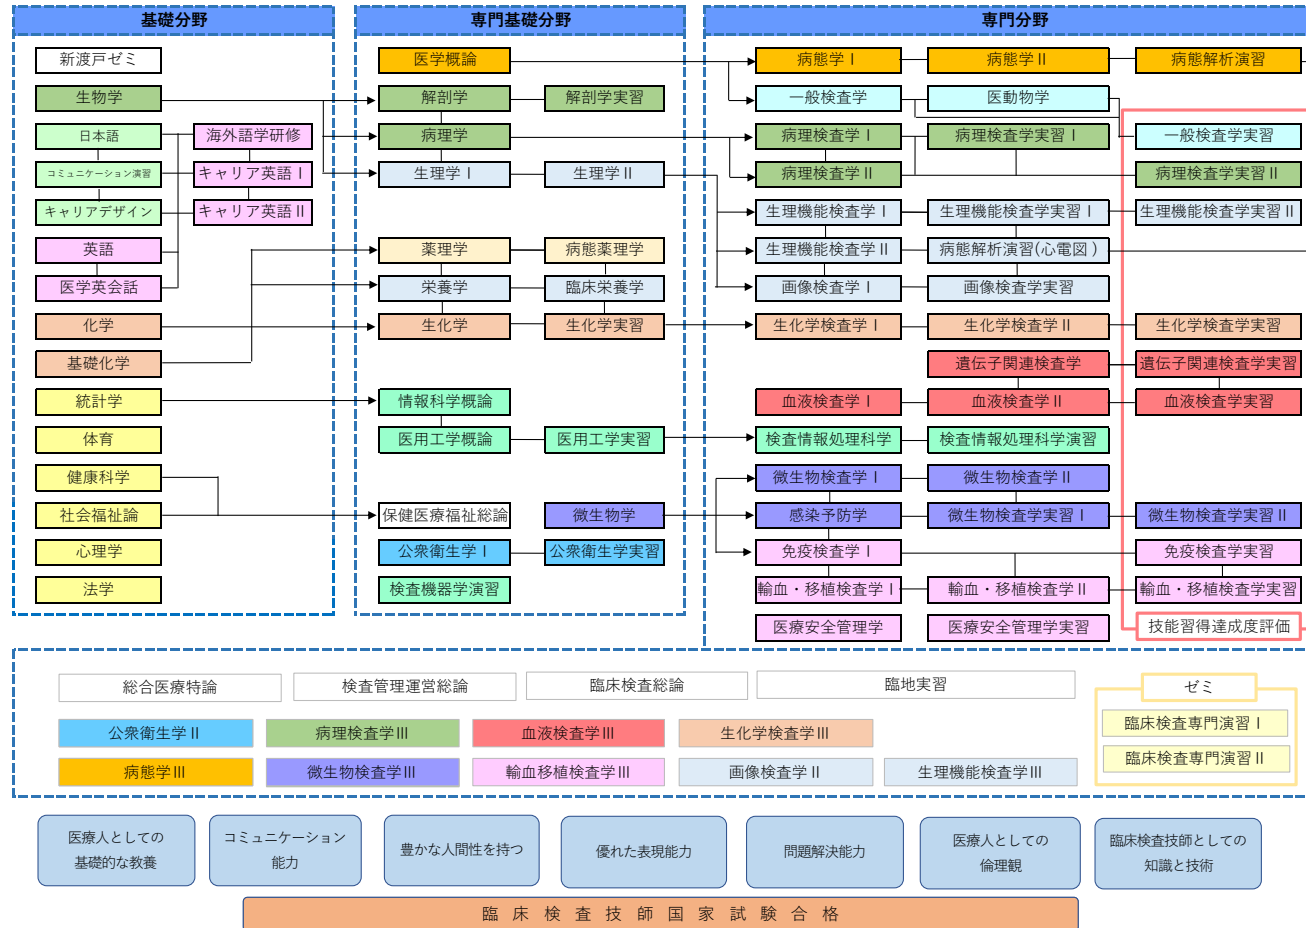 基礎分野
新渡戸ゼミ
生物学
日本語
海外語学研修
コミュニケーション演習
キャリア英語Ⅰ
キャリアデザイン
キャリア英語Ⅱ
英語
医学英会話
化学
基礎化学
統計学
体育
健康科学
社会福祉論
心理学
法学
専門基礎分野
医学概論
解剖学
解剖学実習
病理学
生理学Ⅰ
生理学Ⅱ
薬理学
病態薬理学
栄養学
臨床栄養学
生化学
生化学実習
情報科学概論
医用工学概論
医用工学実習
保健医療福祉総論
微生物学
公衆衛生学Ⅰ
公衆衛生学実習
検査機器学演習
専門分野
病態学Ⅰ
病態学Ⅱ
病態解析演習
一般検査学
医動物学
病理検査学Ⅰ
病理検査学実習Ⅰ
一般検査学実習
病理検査学Ⅱ
病理検査学実習Ⅱ
生理機能検査学Ⅰ
生理機能検査学実習Ⅰ
生理機能検査学実習Ⅱ
生理機能検査学Ⅱ
病態解析演習(心電図)
画像検査学Ⅰ
画像検査学実習
生化学検査学Ⅰ
生化学検査学Ⅱ
生化学検査学実習
遺伝子関連検査学
遺伝子関連検査学実習
血液検査学Ⅰ
血液検査学Ⅱ
血液検査学実習
検査情報処理科学
検査情報処理科学演習
微生物検査学Ⅰ
微生物検査学Ⅱ
感染予防学
微生物検査学実習Ⅰ
微生物検査学実習Ⅱ
免疫検査学Ⅰ
免疫検査学実習
輸血・移植検査学Ⅰ
輸血・移植検査学Ⅱ
輸血・移植検査学実習
医療安全管理学
医療安全管理学実習
技能習得達成度評価
総合医療特論
検査管理運営総論
臨床検査総論
臨地実習
公衆衛生学Ⅱ
病理検査学Ⅲ
血液検査学Ⅲ
生化学検査学Ⅲ
病態学Ⅲ
微生物検査学Ⅲ
輸血移植検査学Ⅲ
画像検査学Ⅱ
生理機能検査学Ⅲ
ゼミ
臨床検査専門演習Ⅰ
臨床検査専門演習Ⅱ
医療人としての
基礎的な教養
コミュニケーション
能力
豊かな人間性を持つ
優れた表現能力
問題解決能力
医療人としての
倫理観
臨床検査技師としての
知識と技術
臨床検査技師国家試験合格